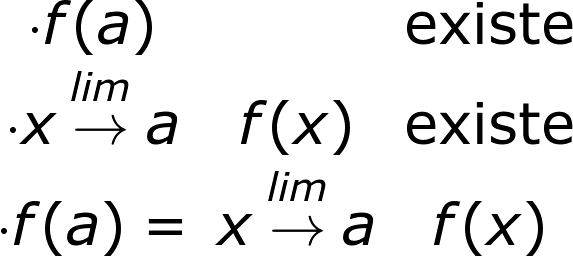 ·f(a) existe
·x lim→ a f(x) existe
·f(a) = x lim→ a f(x)